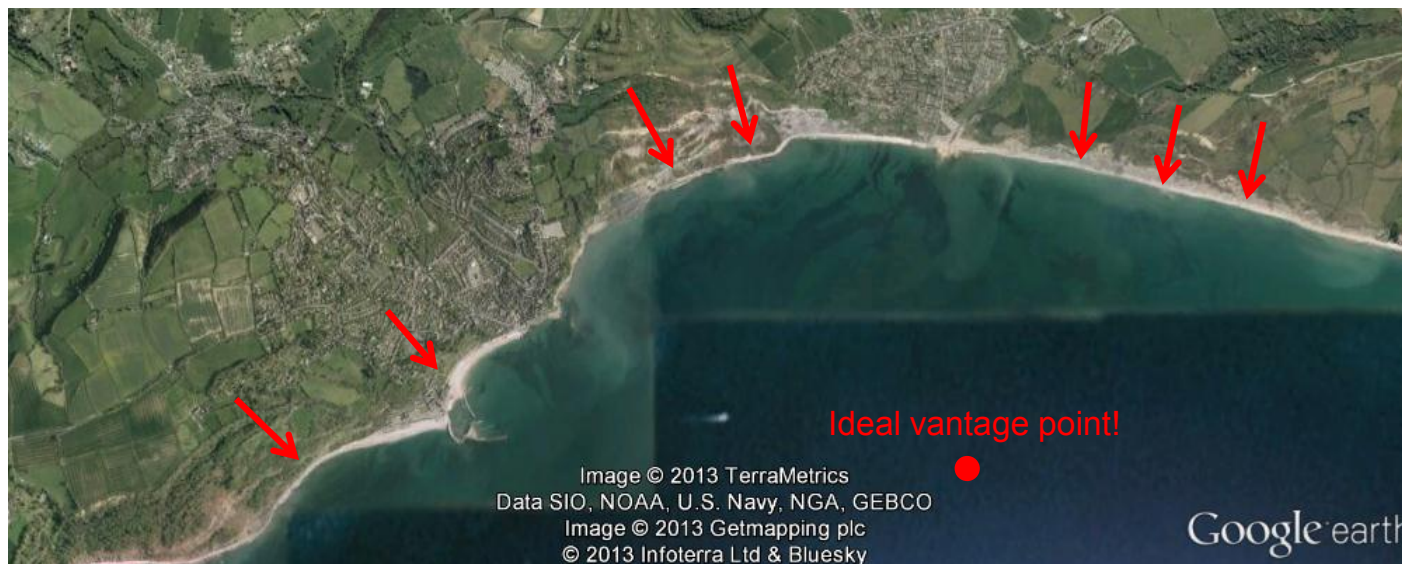 Ideal vantage point!
Image © 2013 TerraMetrics
Data SIO, NOAA, U.S. Navy, NGA, GEBCO
Image © 2013 Getmapping plc
© 2013 Infoterra Ltd & Bluesky
Google earth